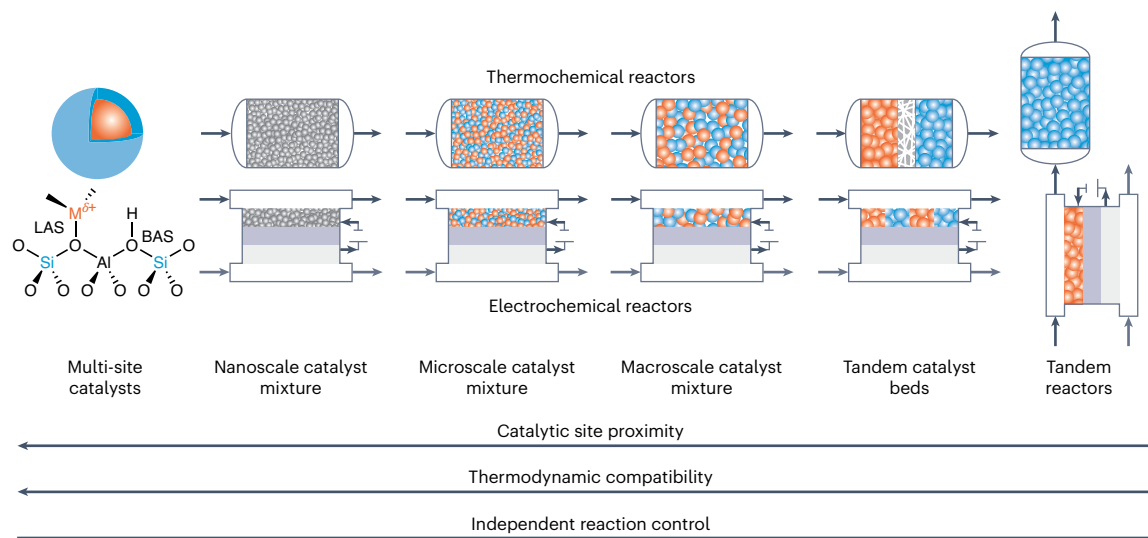 Thermochemical reactors
M δ+
H
LAS
BAS
O
O
O
O
Si
Al
Si
O O O O O O
Electrochemical reactors
Multi-site
catalysts
Nanoscale catalyst
mixture
Microscale catalyst
mixture
Macroscale catalyst
mixture
Tandem catalyst
beds
Tandem
reactors
Catalytic site proximity
Thermodynamic compatibility
Independent reaction control